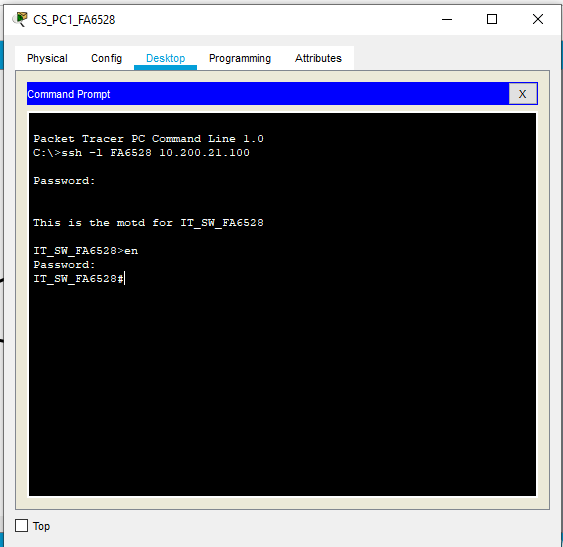 CS_PC1_FA6528
Physical Config Desktop Programming Attributes
Command Prompt X
Packet Tracer PC Command Line 1.0
C:\>ssh -l FA6528 10.200.21.100
Password:
This is the motd for IT_SW_FA6528
IT_SW_FA6528>en
Password:
IT_SW_FA6528#
Top